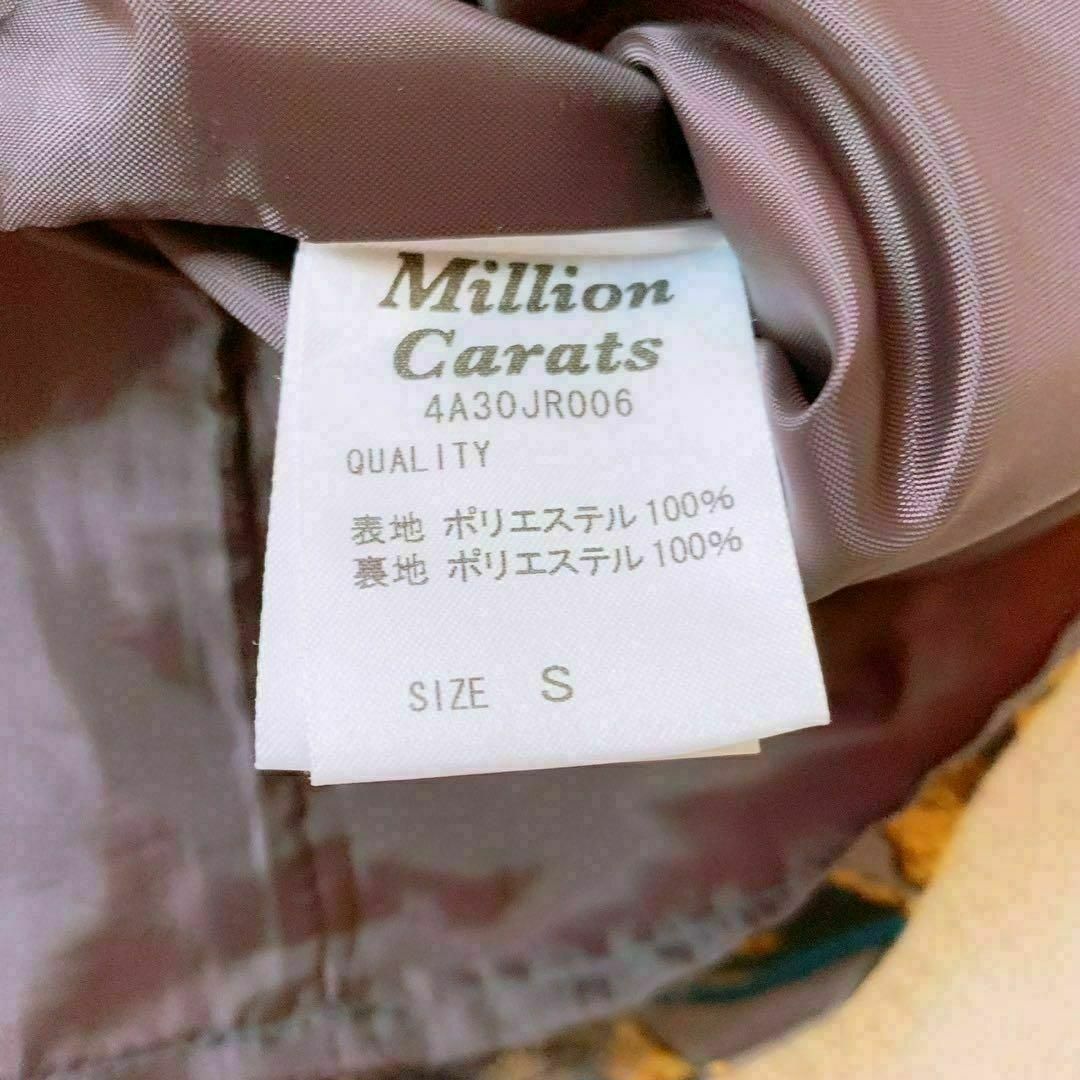 Million
Carats
4A30JR006
QUALITY
表地 ポリエステル 100%
裏地 ポリエステル 100%
SIZE S